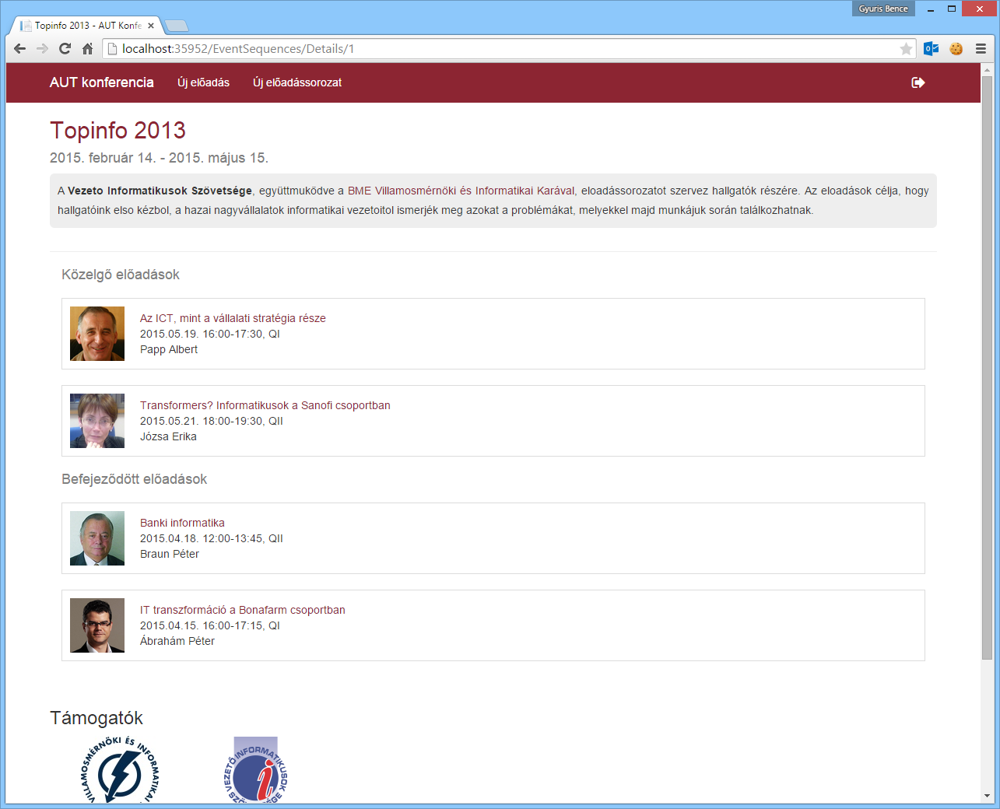 Gyuris Bence
Topinfo 2013 - AUT Konfe
localhost:35952/EventSequences/Details/1
AUT konferencia Új előadás Új előadássorozat
Topinfo 2013
2015. február 14. - 2015. május 15.
A Vezeto Informatikusok Szövetsége, együttmuködve a BME Villamosmérnöki és Informatikai Karával, eloadássorozatot szervez hallgatók részére. Az eloadások célja, hogy
hallgatóink elso kézbol, a hazai nagyvállalatok informatikai vezetoitol ismerjék meg azokat a problémákat, melyekkel majd munkájuk során találkozhatnak.
Közelgő előadások
Az ICT, mint a vállalati stratégia része
2015.05.19. 16:00-17:30, QI
Papp Albert
Transformers? Informatikusok a Sanofi csoportban
2015.05.21. 18:00-19:30, QII
Józsa Erika
Befejeződött előadások
Banki informatika
2015.04.18. 12:00-13:45, QII
Braun Péter
IT transzformáció a Bonafarm csoportban
2015.04.15. 16:00-17:15, QI
Ábrahám Péter
Támogatók
VILLAMOSMÉRNÖKI ÉS INFORMATIKAI
VEZETŐ INFORMATIKUSOK
i